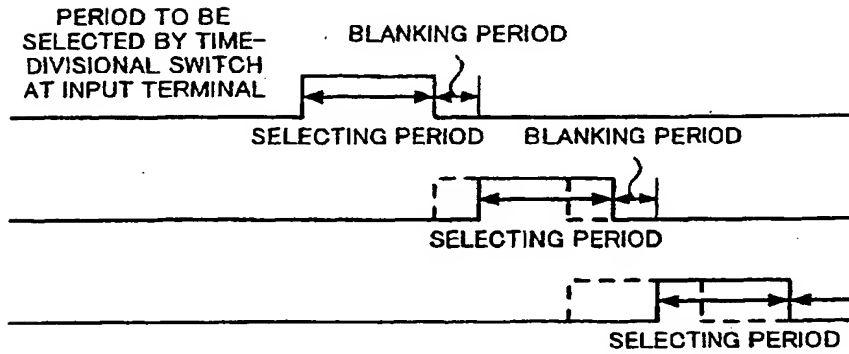 PERIOD TO BE
SELECTED BY TIME-
DIVISIONAL SWITCH
AT INPUT TERMINAL
BLANKING PERIOD
SELECTING PERIOD
BLANKING PERIOD
SELECTING PERIOD
SELECTING PERIOD